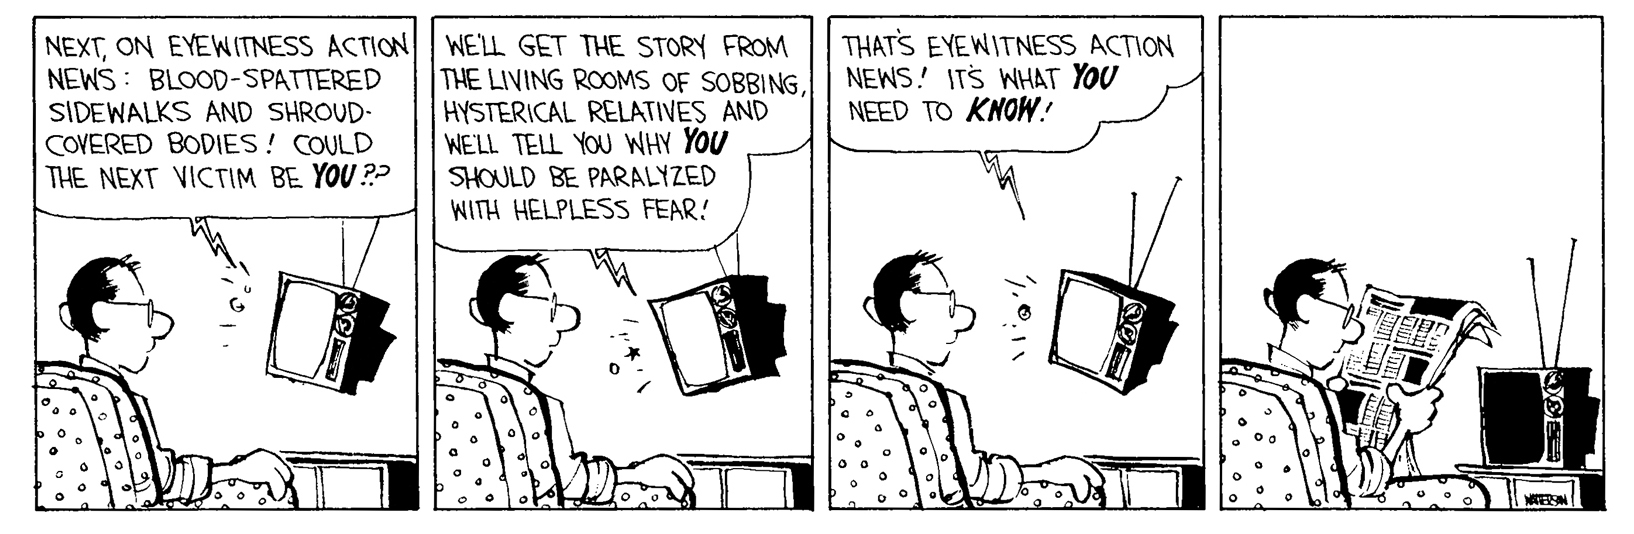 NEXT, ON EYEWITNESS ACTION
NEWS: BLOOD-SPATTERED
SIDEWALKS AND SHROUD-
COVERED BODIES! COULD
THE NEXT VICTIM BE YOU??
WE'LL GET THE STORY FROM
THE LIVING ROOMS OF SOBBING,
HYSTERICAL RELATIVES AND
WE'LL TELL YOU WHY YOU
SHOULD BE PARALYZED
WITH HELPLESS FEAR!
THAT'S EYEWITNESS ACTION
NEWS! IT'S WHAT YOU
NEED TO KNOW!
WATTERSON